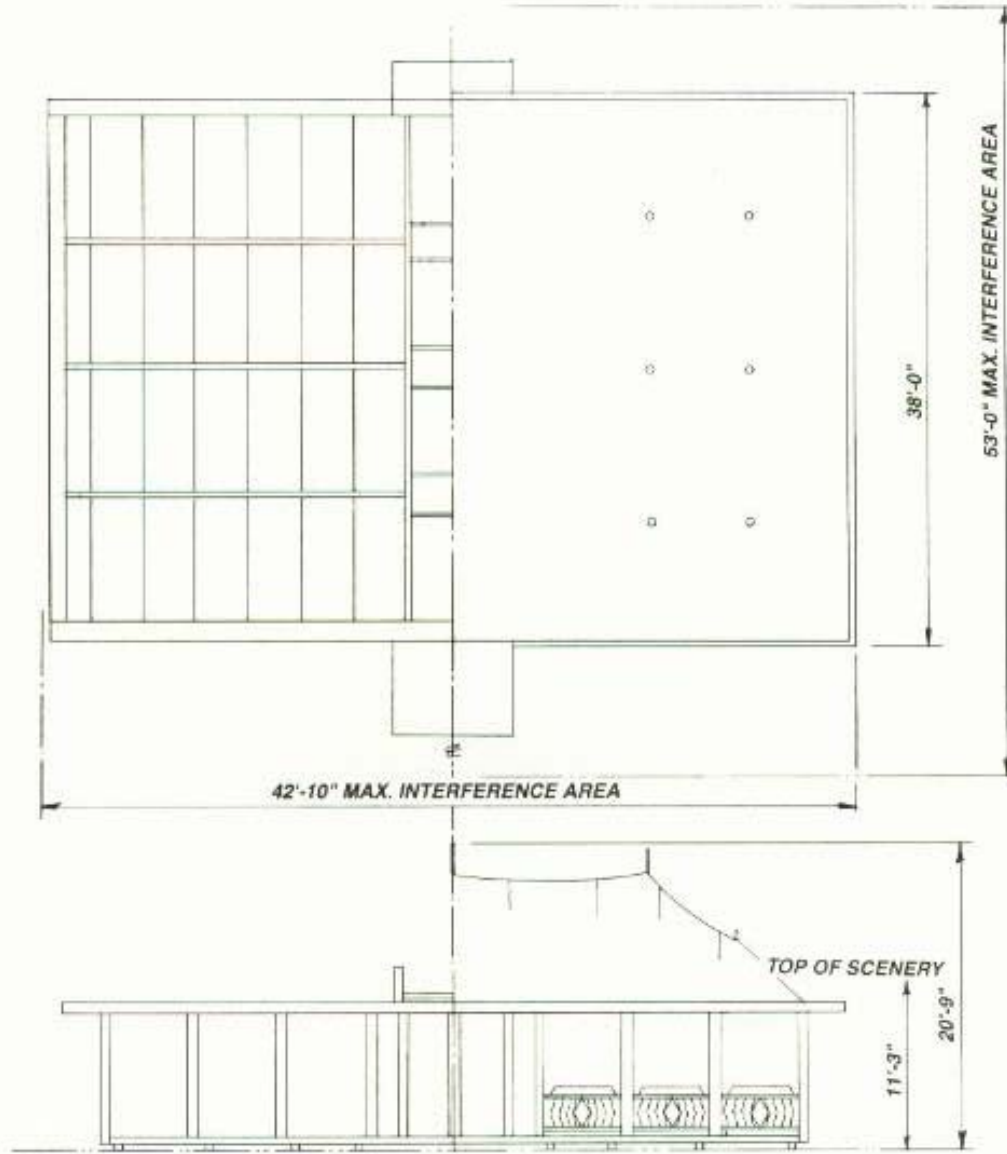 53'-0" MAX. INTERFERENCE AREA
38'-0"
42'-10" MAX. INTERFERENCE AREA
TOP OF SCENERY
20'-9"
11'-3"